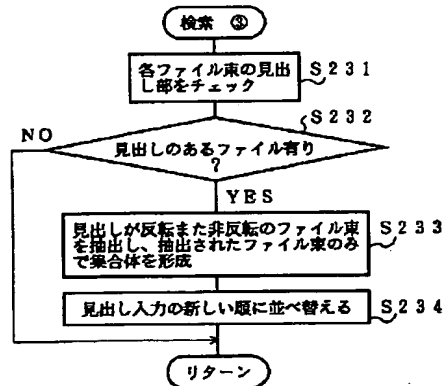 検索 ③
各ファイル束の見出
し部をチェック
S231
S232
見出しのあるファイル有り
?
NO
YES
見出しが反転また非反転のファイル束
を抽出し、抽出されたファイル束のみ
で集合体を形成
S233
見出し入力の新しい順に並べ替える
S234
リターン